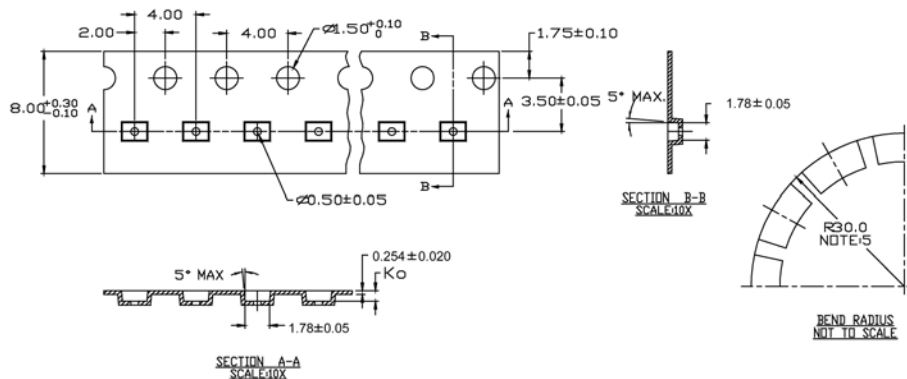 4.00
2.00
4.00
Ø1.50 +0.10 0
B
1.75±0.10
8.00 +0.30 -0.10
A
A
3.50±0.05
5° MAX.
1.78±0.05
Ø0.50±0.05
B
SECTION B-B
SCALE:10X
R30.0
NOTE:5
0.254±0.020
5° MAX
Ko
1.78±0.05
BEND RADIUS
NOT TO SCALE
SECTION A-A
SCALE:10X